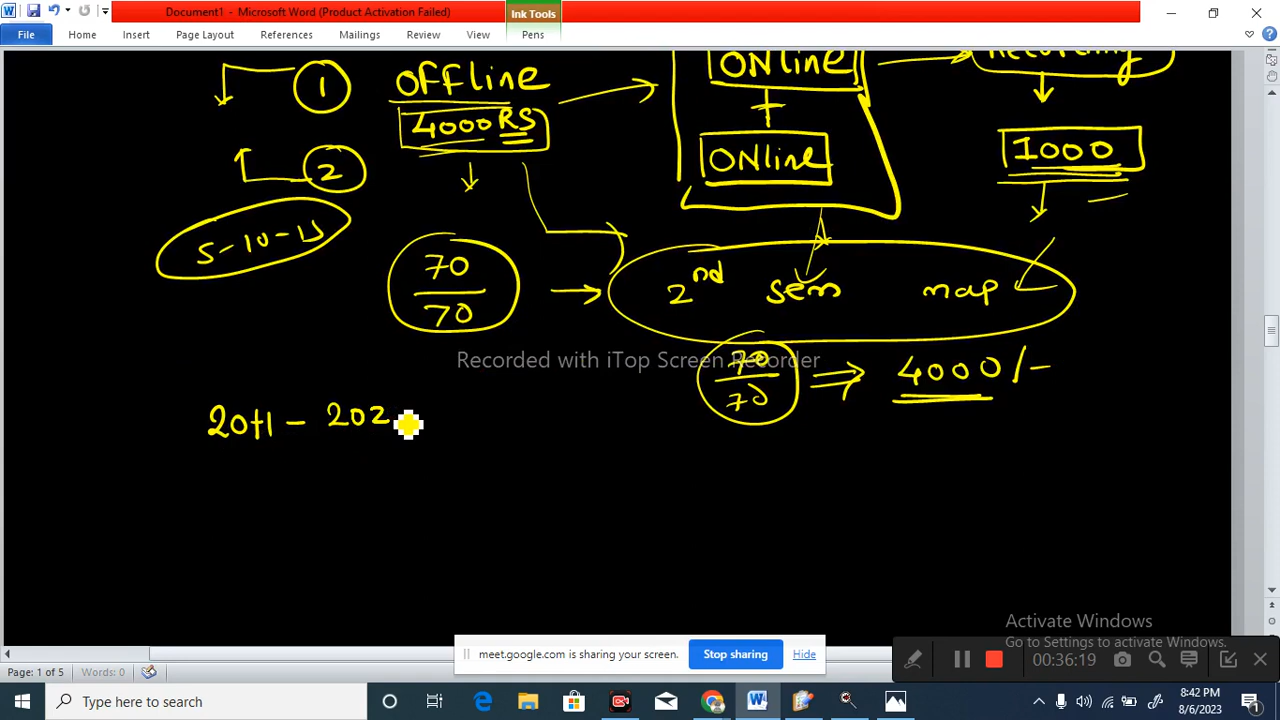 Document1 - Microsoft Word (Product Activation Failed)
Ink Tools
File Home Insert Page Layout References Mailings Review View Pens
1
OFFline
ONLine
Recording
4000 RS
+
ONLine
1000
2
5-10-15
70
70
2nd sem map
70
70
4000/-
Recorded with iTop Screen Recorder
2011 - 202
Activate Windows
Go to Settings to activate Windows.
meet.google.com is sharing your screen. Stop sharing Hide
00:36:19
Page: 1 of 5 Words: 0
Type here to search
8:42 PM
8/6/2023